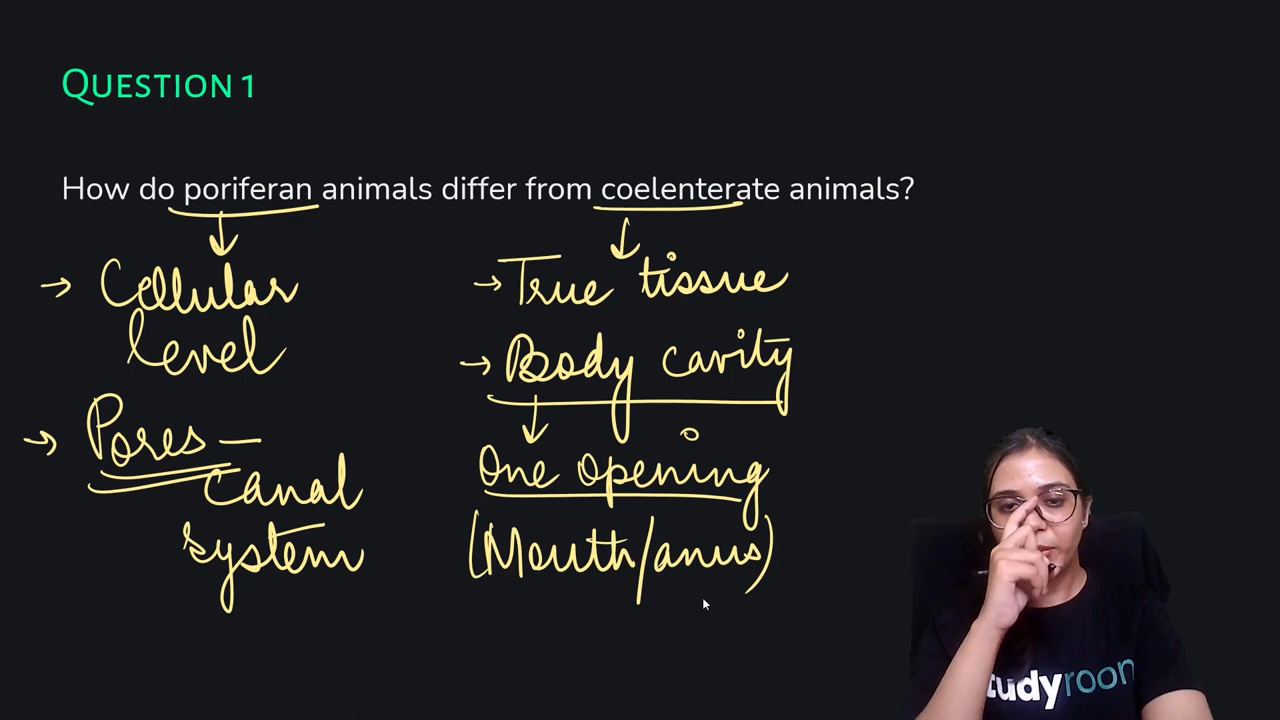 QUESTION 1
How do poriferan animals differ from coelenterate animals?
→ Cellular
level
→ Pores –
canal
system
→ True tissue
→ Body cavity
One opening
(Mouth/anus)
tudyroom